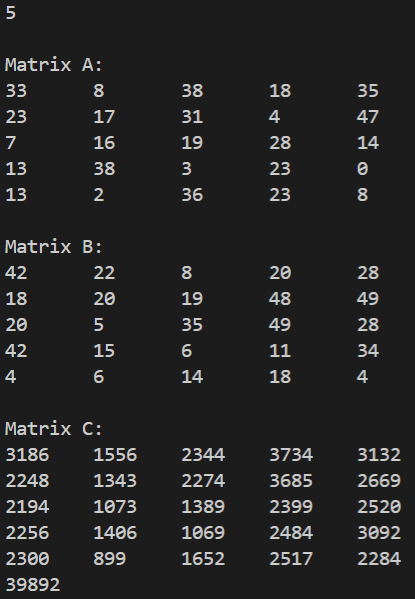 5
Matrix A:
33 8 38 18 35
23 17 31 4 47
7 16 19 28 14
13 38 3 23 0
13 2 36 23 8
Matrix B:
42 22 8 20 28
18 20 19 48 49
20 5 35 49 28
42 15 6 11 34
4 6 14 18 4
Matrix C:
3186 1556 2344 3734 3132
2248 1343 2274 3685 2669
2194 1073 1389 2399 2520
2256 1406 1069 2484 3092
2300 899 1652 2517 2284
39892